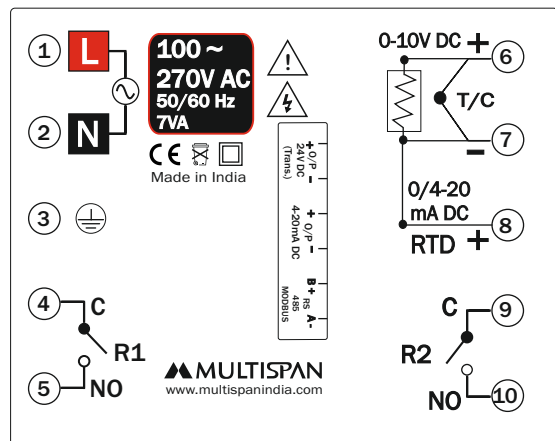 1
L
100 ~
270V AC
50/60 Hz
7VA
2
N
CE
Made in India
3
4
C
R1
5
NO
+ O/P -
24V DC
(Trans.)
+ O/P -
4-20mA DC
B+ RS A-
485
MODBUS
MULTISPAN
www.multispanindia.com
0-10V DC +
6
T/C
7
-
0/4-20
mA DC
8
RTD +
C
9
R2
NO
10